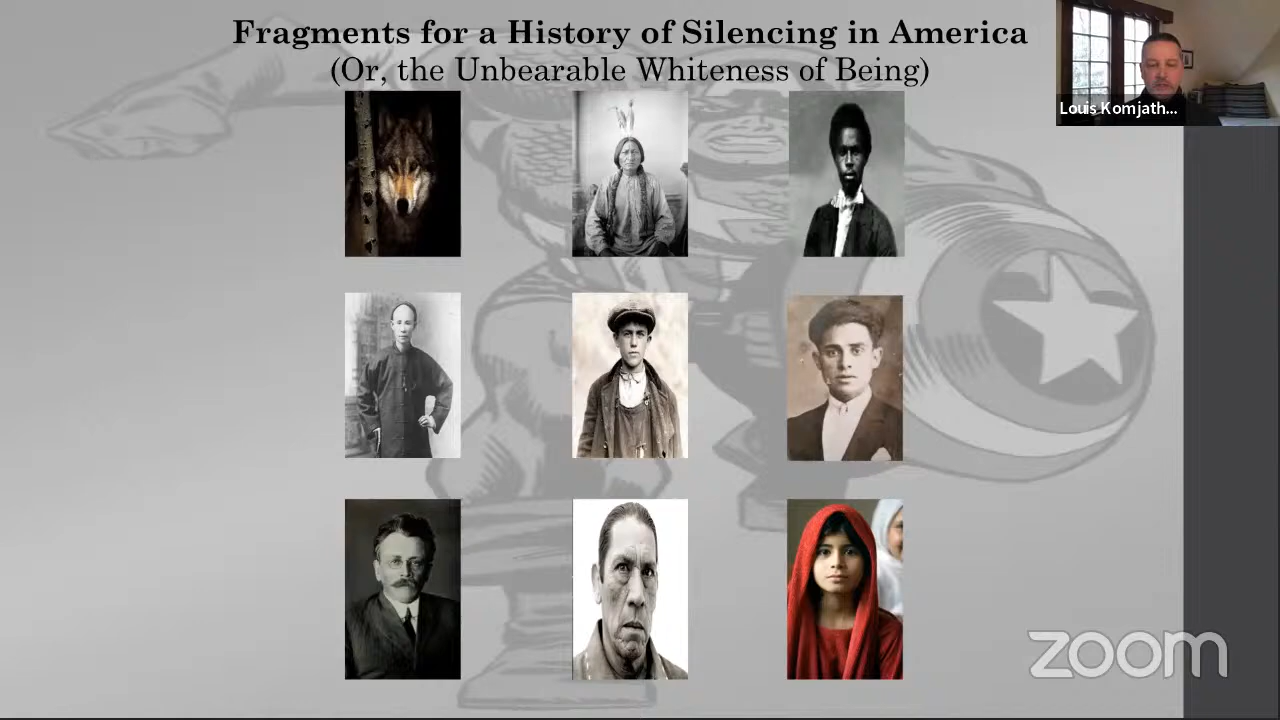 Fragments for a History of Silencing in America
(Or, the Unbearable Whiteness of Being)
Louis Komjath...
zoom